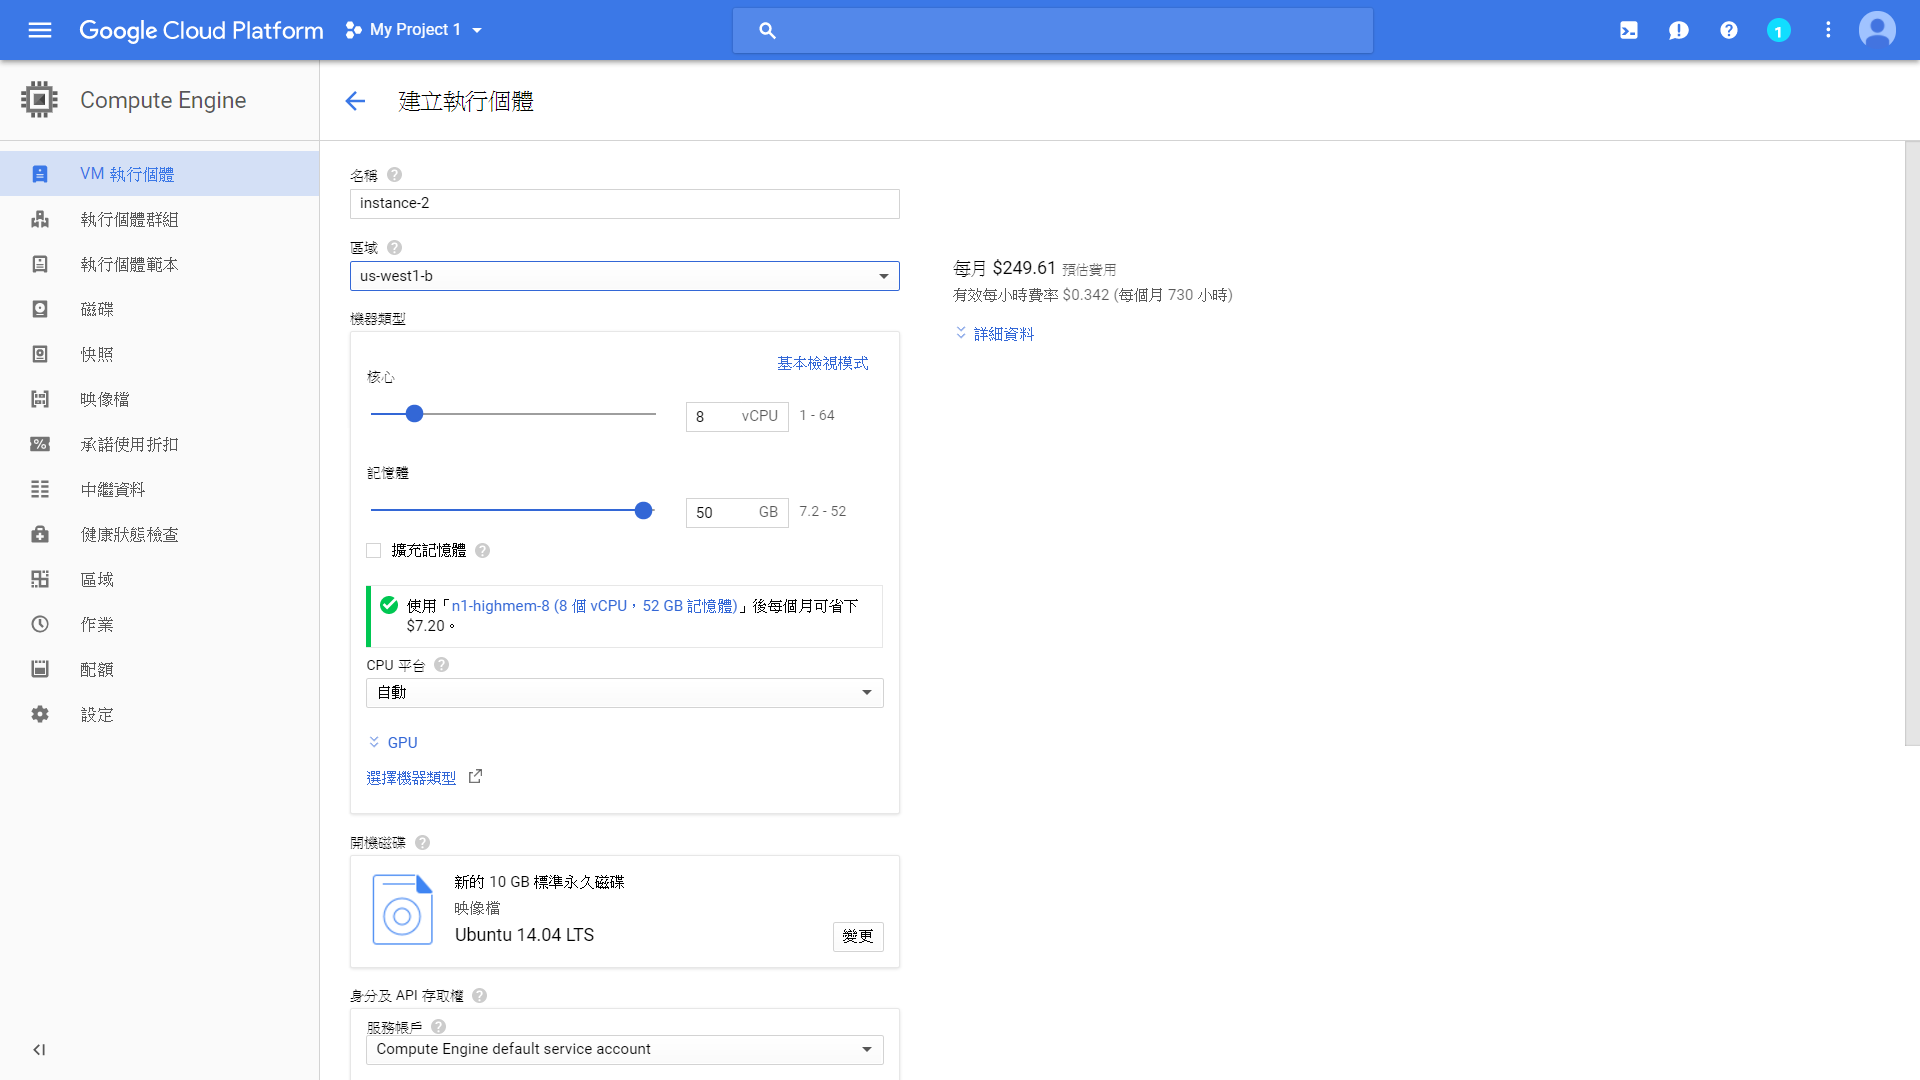 Google Cloud Platform
My Project 1
1
Compute Engine
建立執行個體
VM 執行個體
執行個體群組
執行個體範本
磁碟
快照
映像檔
承諾使用折扣
中繼資料
健康狀態檢查
區域
作業
配額
設定
名稱
instance-2
區域
us-west1-b
機器類型
基本檢視模式
核心
8 vCPU 1 - 64
記憶體
50 GB 7.2 - 52
擴充記憶體
使用「n1-highmem-8 (8 個 vCPU，52 GB 記憶體)」後每個月可省下
$7.20。
CPU 平台
自動
GPU
選擇機器類型
開機磁碟
新的 10 GB 標準永久磁碟
映像檔
Ubuntu 14.04 LTS
變更
身分及 API 存取權
服務帳戶
Compute Engine default service account
每月 $249.61 預估費用
有效每小時費率 $0.342 (每個月 730 小時)
詳細資料